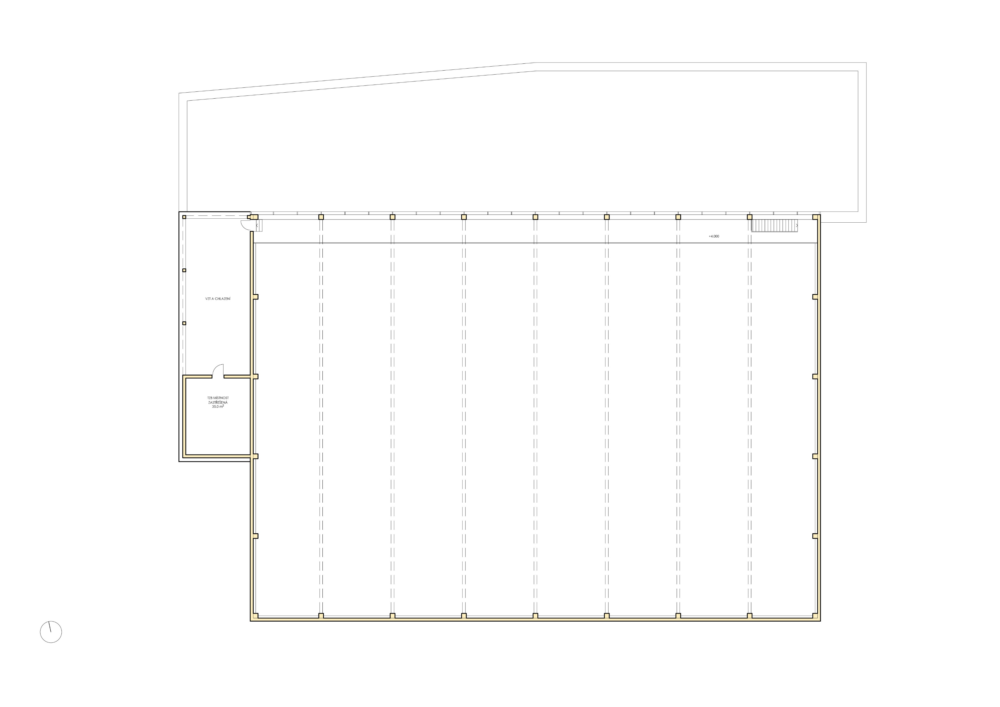 +4.000
VZT A CHLAZENÍ
TZB MÍSTNOST
ZASTŘEŠENÁ
35.0 m²